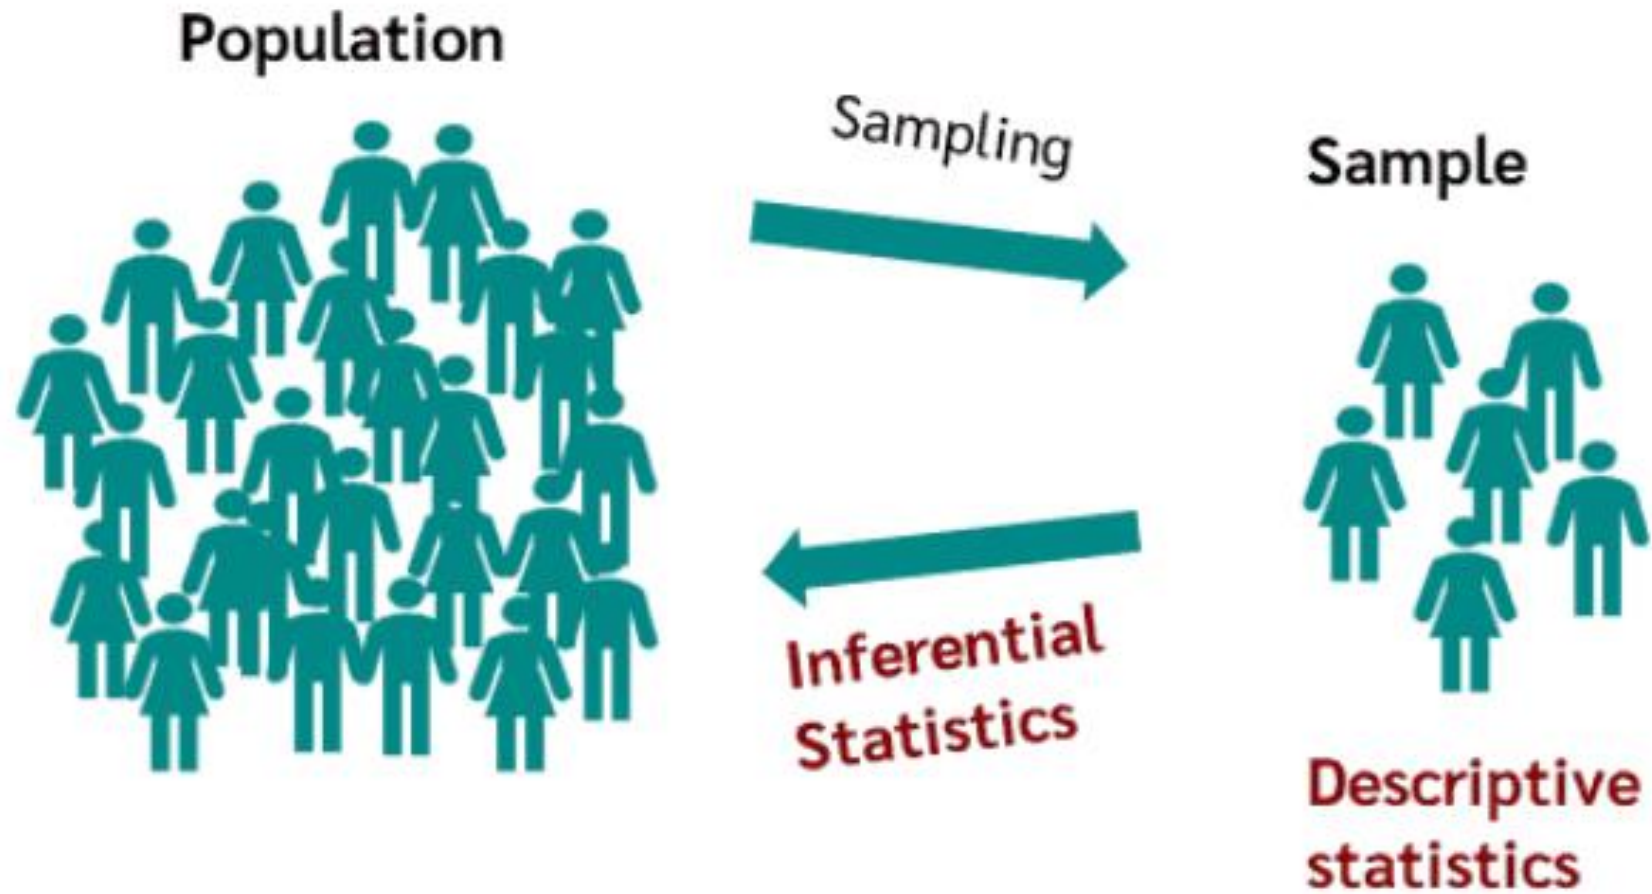 Population
Sampling
Sample
Inferential
Statistics
Descriptive
statistics